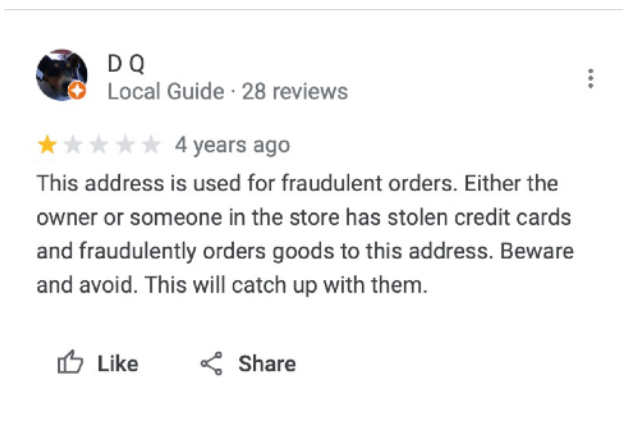 D Q
Local Guide · 28 reviews
4 years ago
This address is used for fraudulent orders. Either the
owner or someone in the store has stolen credit cards
and fraudulently orders goods to this address. Beware
and avoid. This will catch up with them.
Like Share